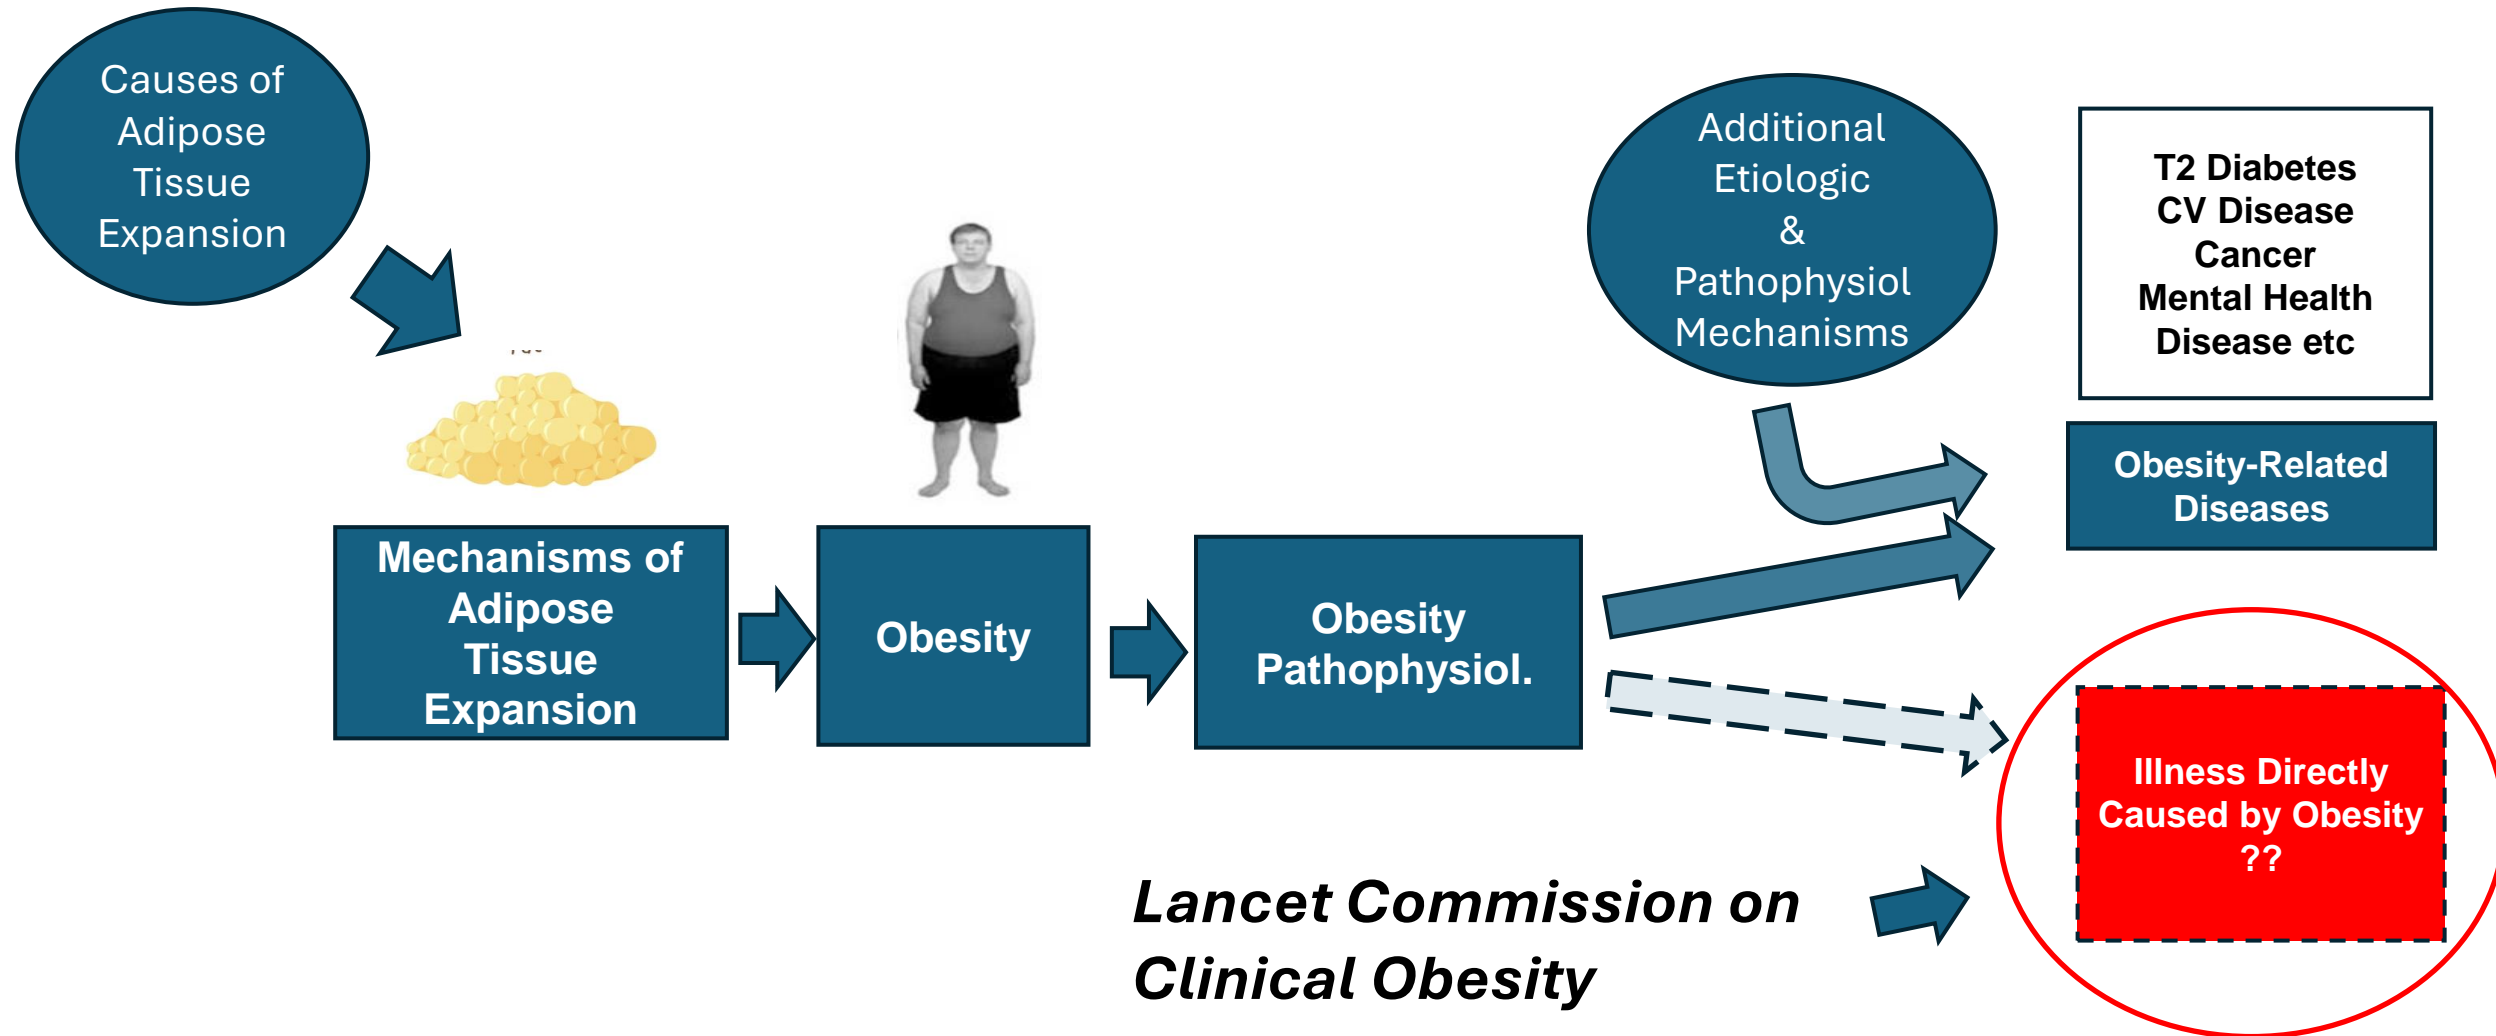 Causes of
Adipose
Tissue
Expansion
Additional
Etiologic
&
Pathophysiol
Mechanisms
T2 Diabetes
CV Disease
Cancer
Mental Health
Disease etc
Obesity-Related
Diseases
Mechanisms of
Adipose
Tissue
Expansion
Obesity
Obesity
Pathophysiol.
Illness Directly
Caused by Obesity
??
Lancet Commission on
Clinical Obesity